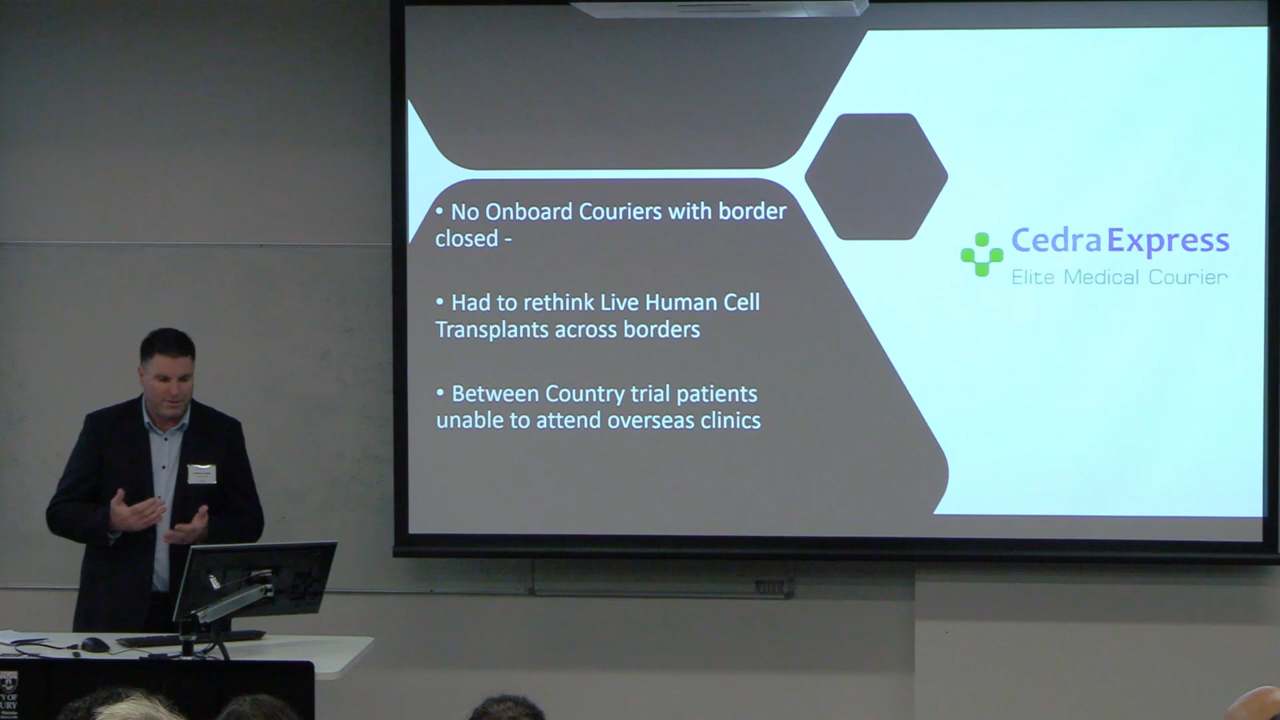 • No Onboard Couriers with border
closed -
• Had to rethink Live Human Cell
Transplants across borders
• Between Country trial patients
unable to attend overseas clinics
CedraExpress
Elite Medical Courier